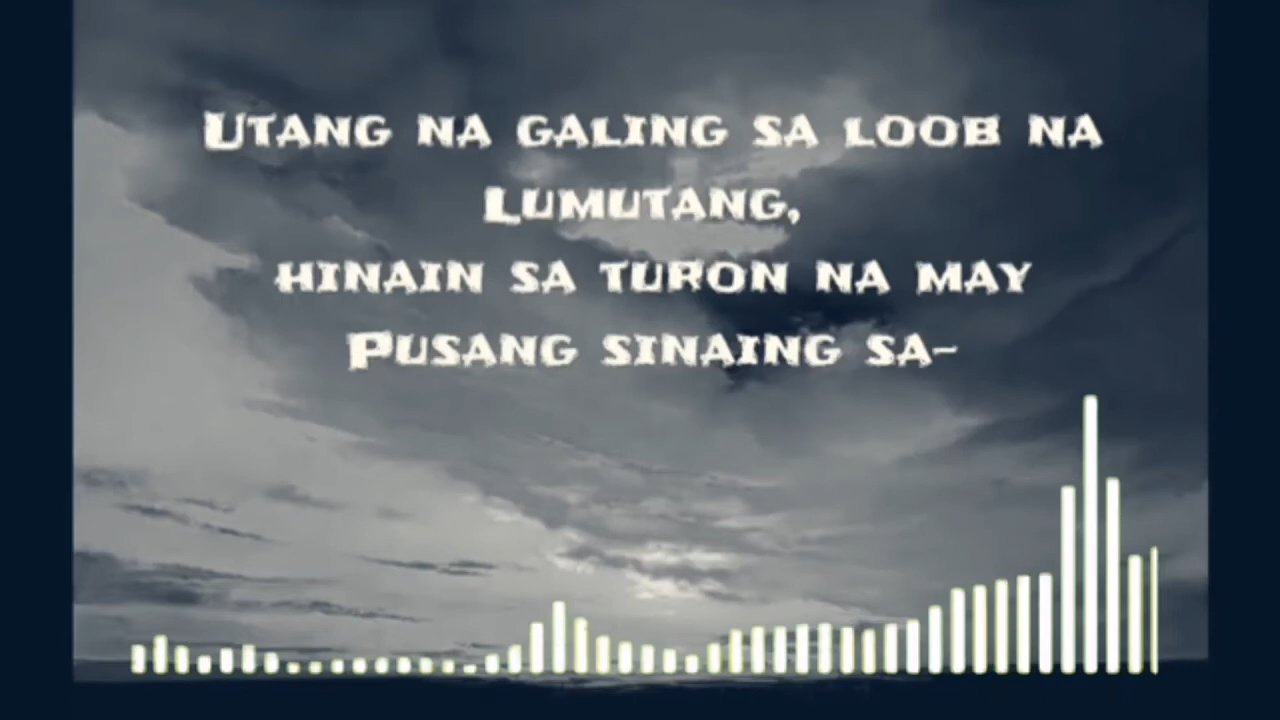 Utang na galing sa loob na
Lumutang,
hinain sa turon na may
Pusang sinaing sa-